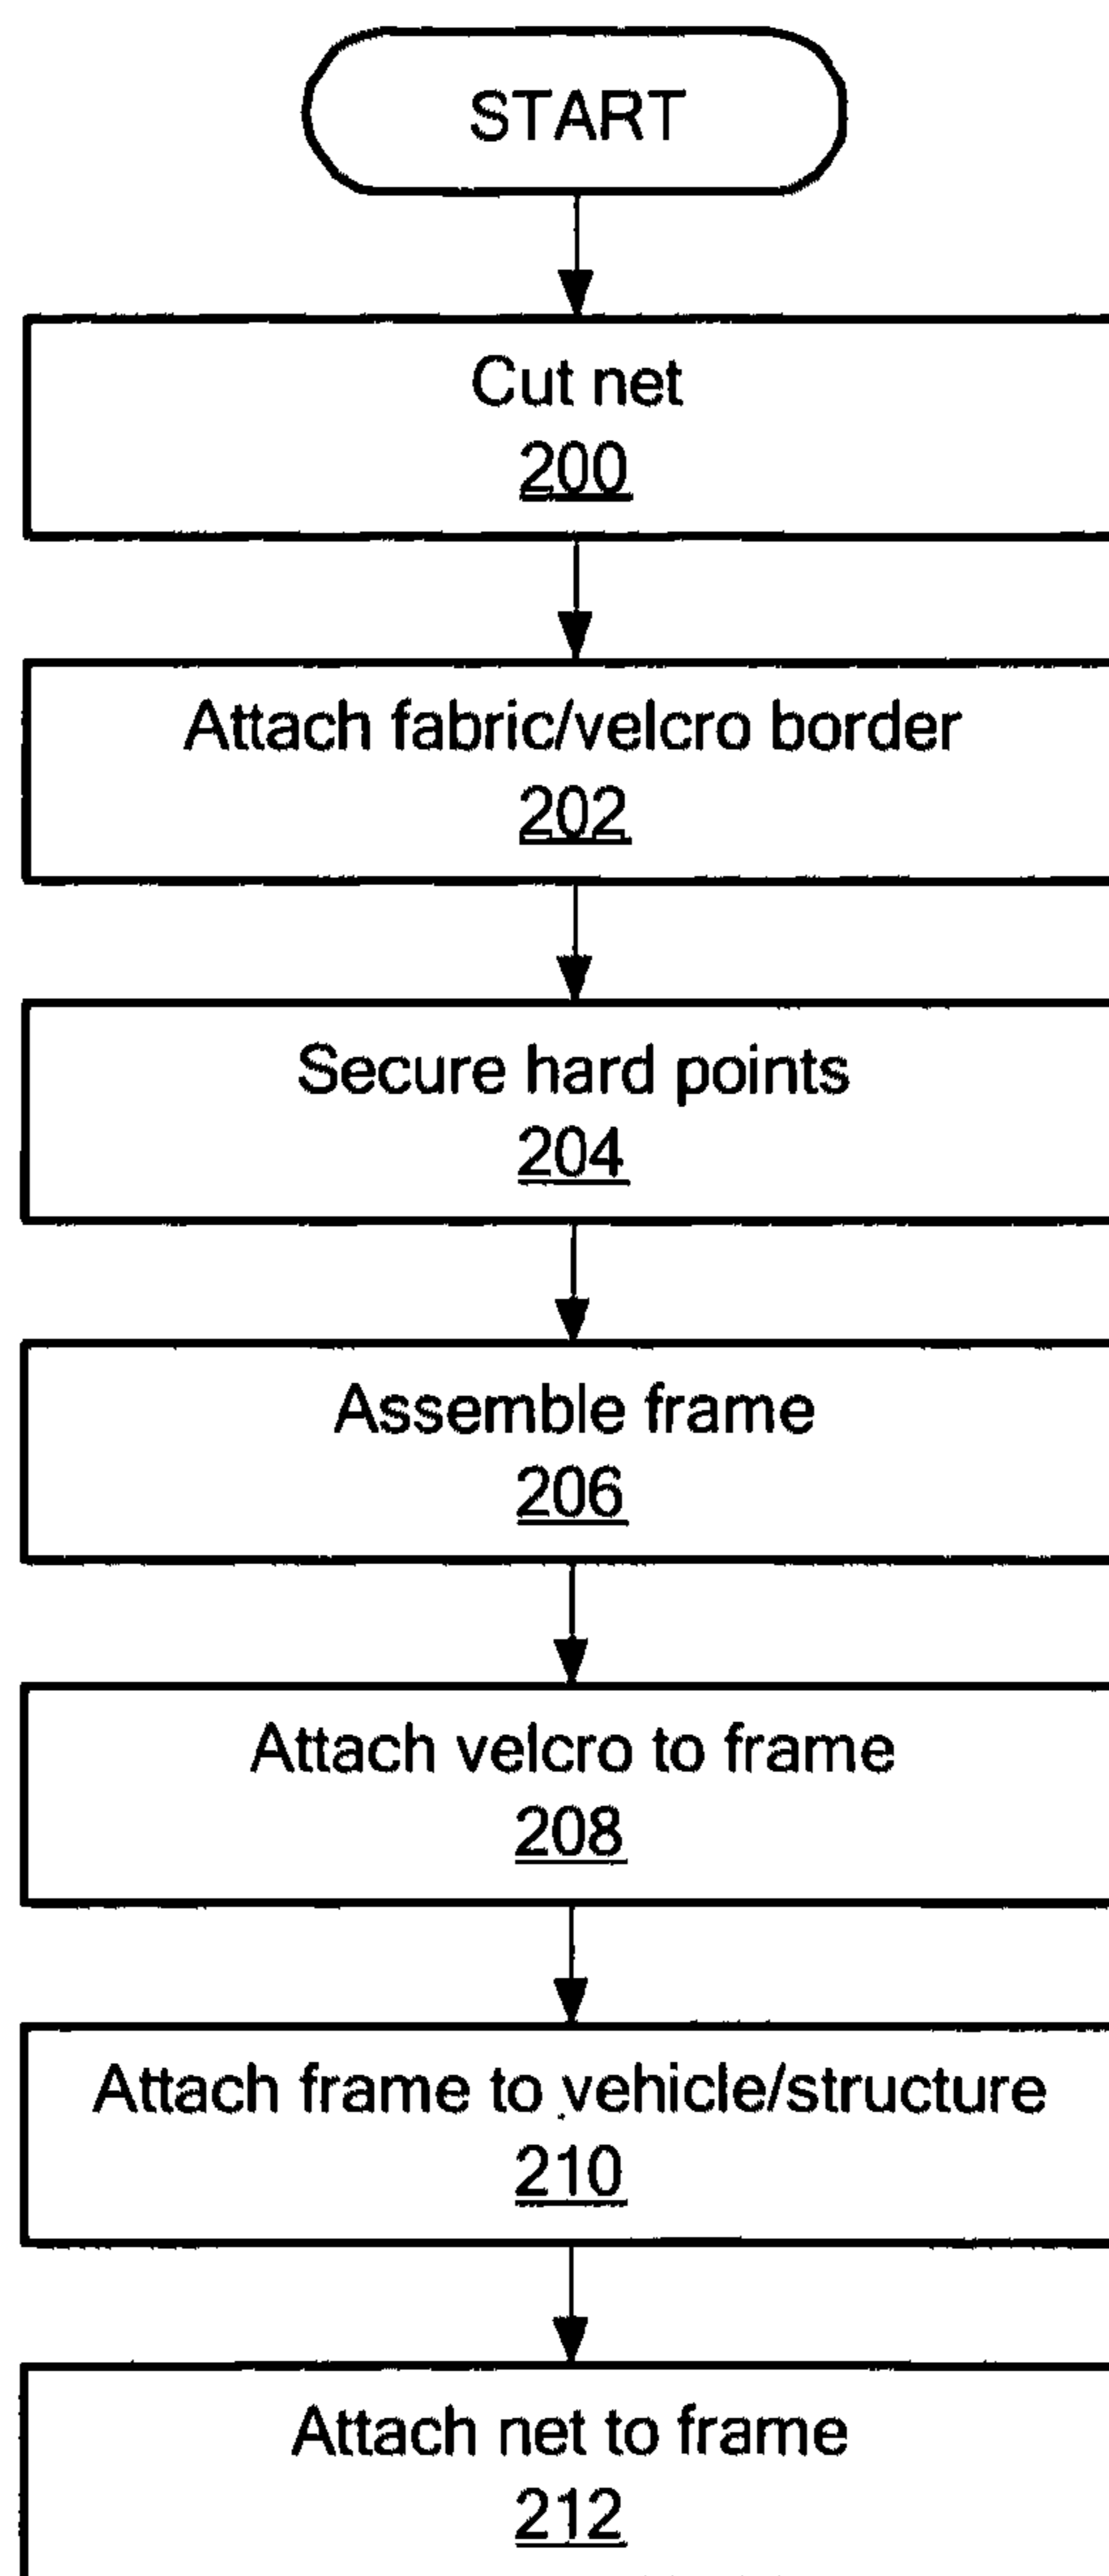 START
Cut net
200
Attach fabric/velcro border
202
Secure hard points
204
Assemble frame
206
Attach velcro to frame
208
Attach frame to vehicle/structure
210
Attach net to frame
212